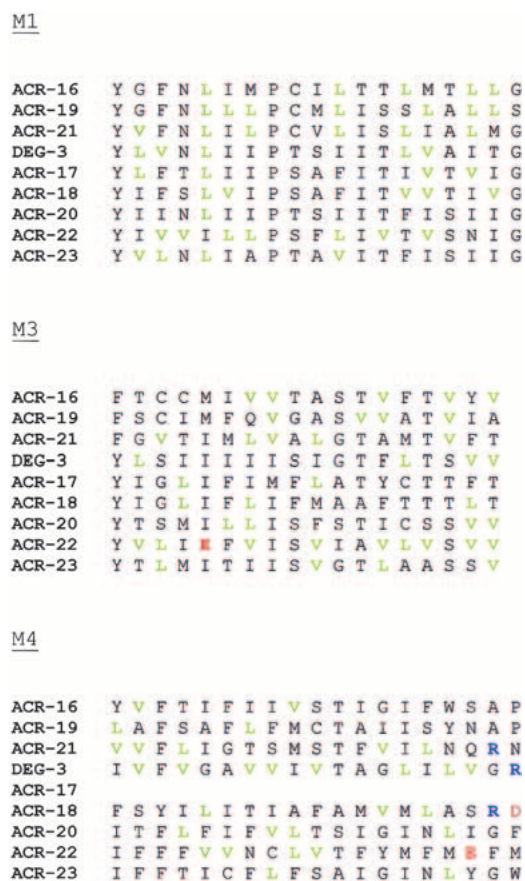 M1
ACR-16 Y G F N L I M P C I L T T L M T L L G
ACR-19 Y G F N L L L P C M L I S S L A L L S
ACR-21 Y V F N L I L P C V L I S L I A L M G
DEG-3 Y L V N L I I P T S I I T L V A I T G
ACR-17 Y L F T L I I P S A F I T I V T V I G
ACR-18 Y I F S L V I P S A F I T V V T I V G
ACR-20 Y I I N L I I P T S I I T F I S I I G
ACR-22 Y I V V I L L P S F L I V T V S N I G
ACR-23 Y V L N L I A P T A V I T F I S I I G
M3
ACR-16 F T C C M I V V T A S T V F T V Y V
ACR-19 F S C I M F Q V G A S V V A T V I A
ACR-21 F G V T I M L V A L G T A M T V F T
DEG-3 Y L S I I I I I S I G T F L T S V V
ACR-17 Y I G L I F I M F L A T Y C T T F T
ACR-18 Y I G L I F L I F M A A F T T T L T
ACR-20 Y T S M I L L I S F S T I C S S V V
ACR-22 Y V L I E F V I S V I A V L V S V V
ACR-23 Y T L M I T I I S V G T L A A S S V
M4
ACR-16 Y V F T I F I I V S T I G I F W S A P
ACR-19 L A F S A F L F M C T A I I S Y N A P
ACR-21 V V F L I G T S M S T F V I L N Q R N
DEG-3 I V F V G A V V I V T A G L I L V G R
ACR-17
ACR-18 F S Y I L I T I A F A M V M L A S R D
ACR-20 I T F L F I F V L T S I G I N L I G F
ACR-22 I F F F V V N C L V T F Y M F M E F M
ACR-23 I F F T I C F L F S A I G I N L Y G W